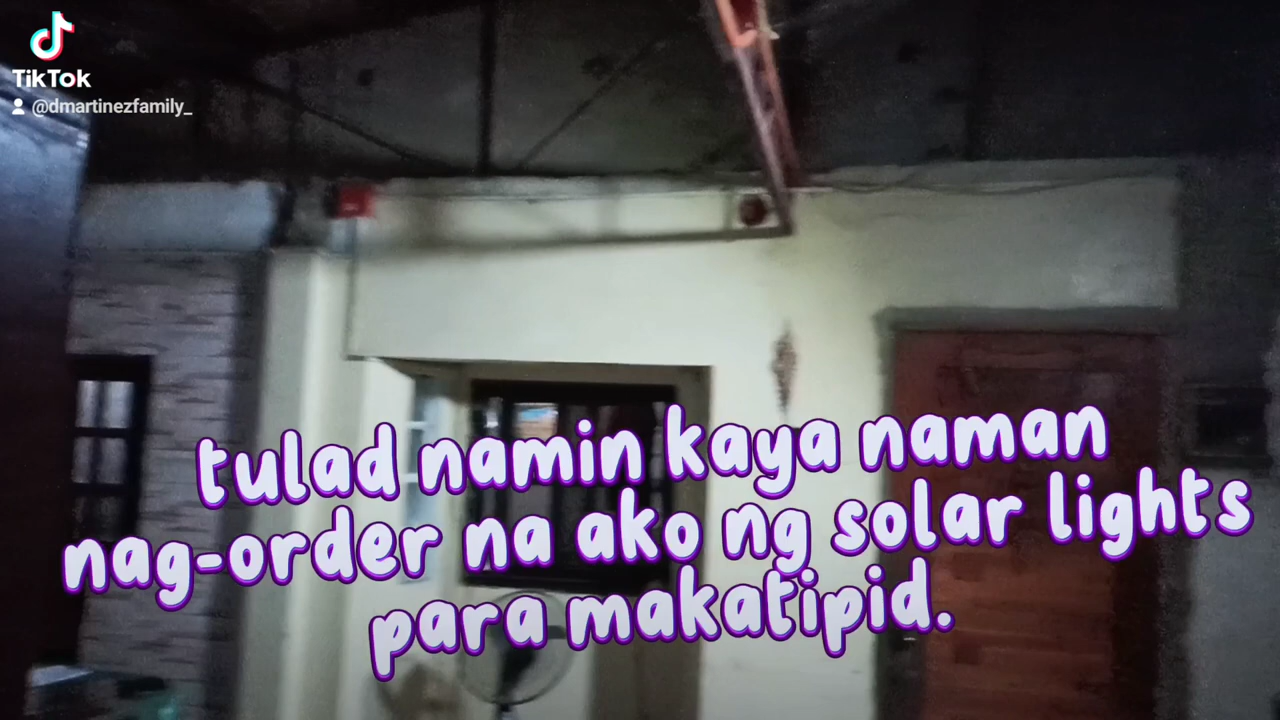 TikTok
@dmartinezfamily_
tulad namin kaya naman
nag-order na ako ng solar lights
para makatipid.